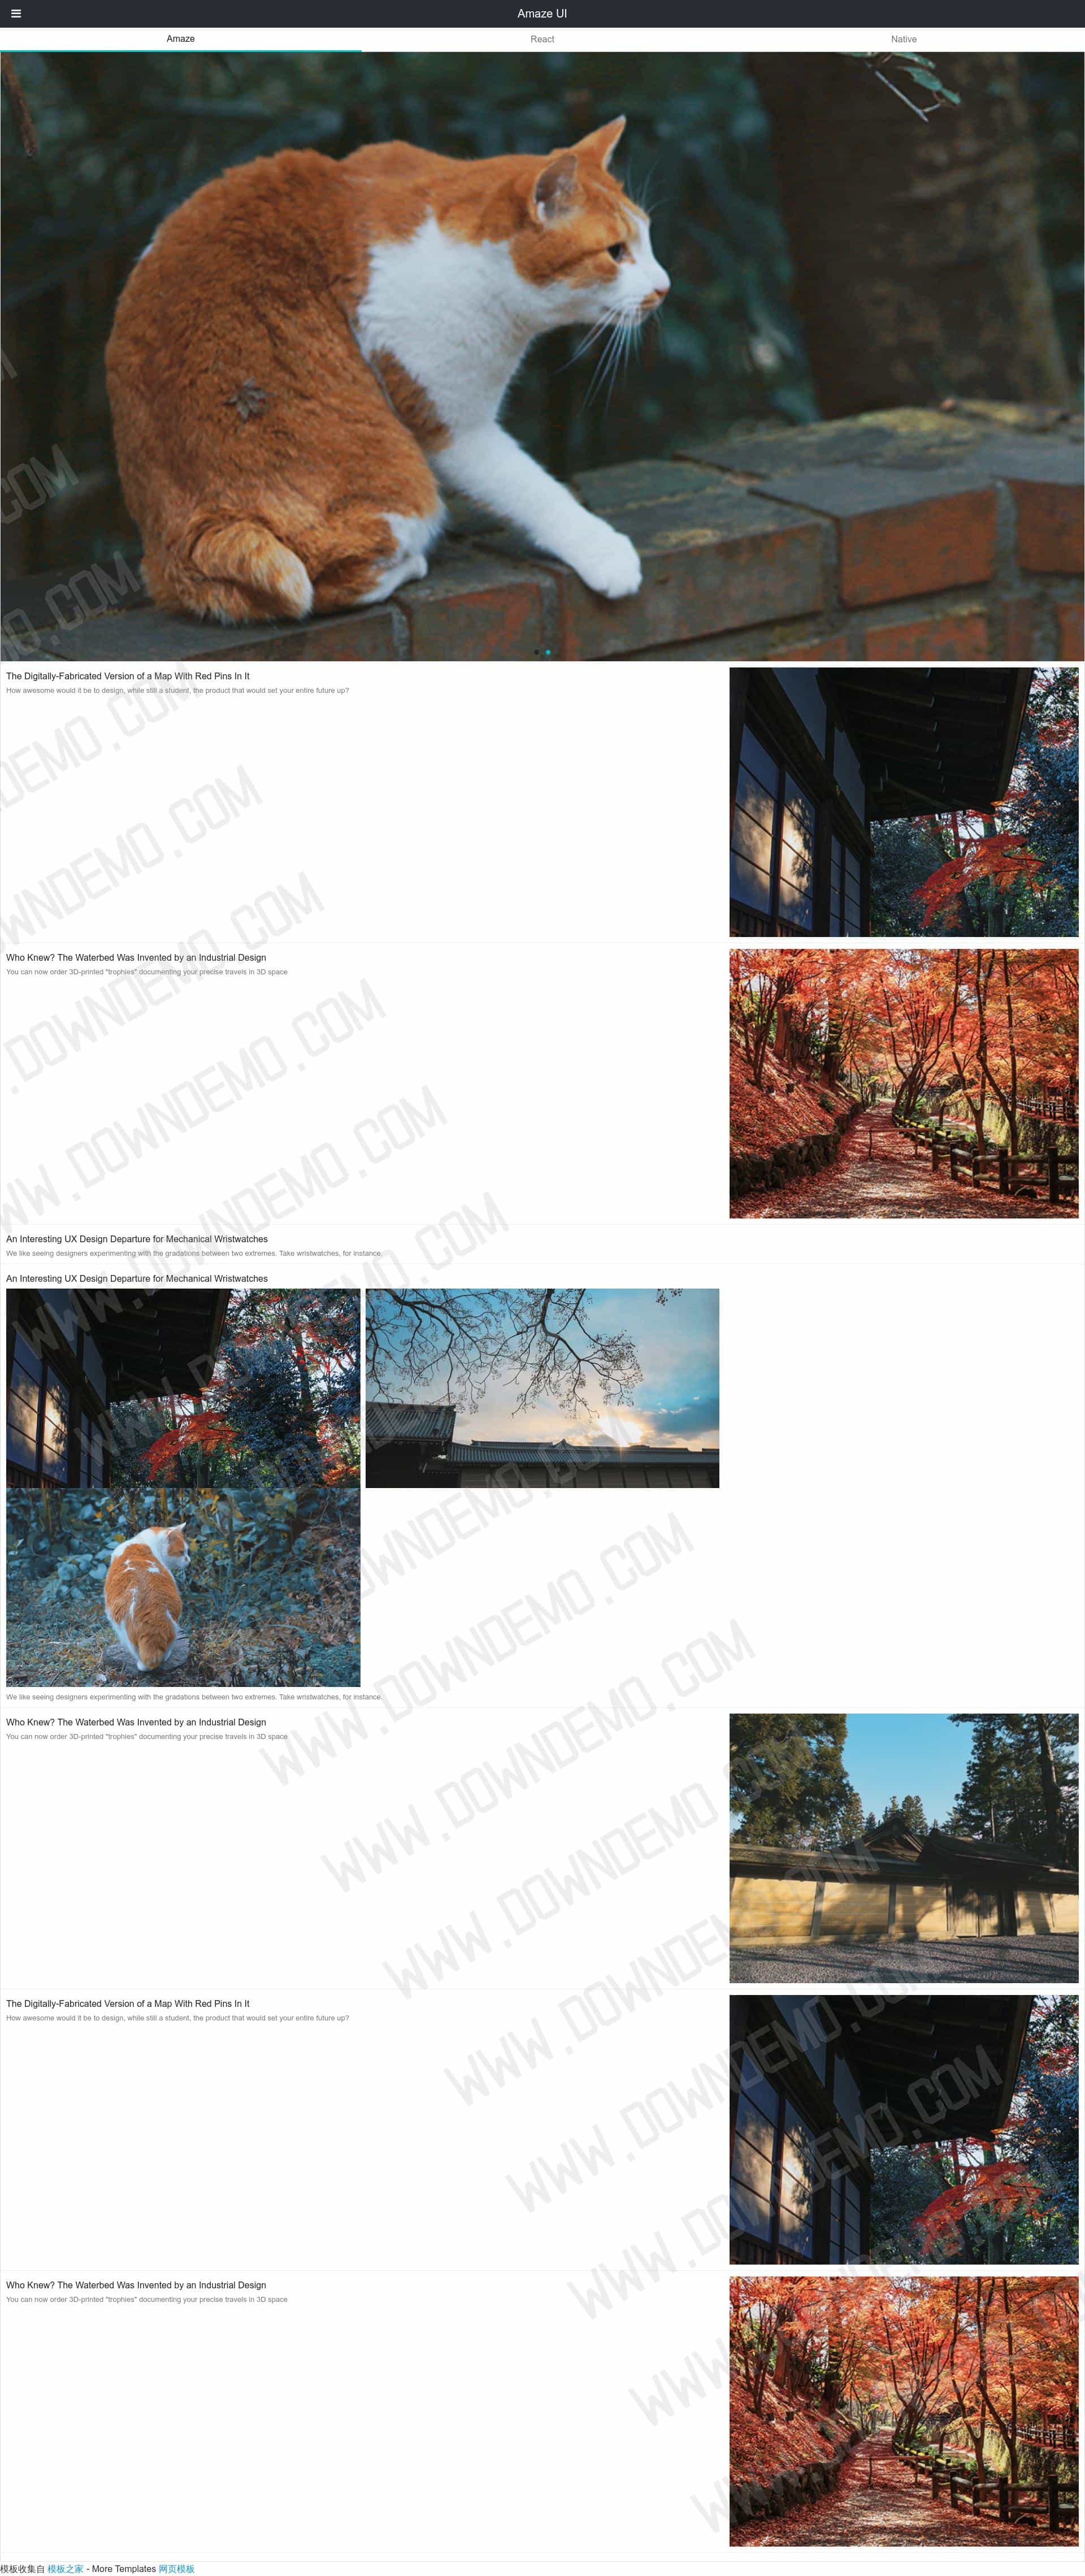 Amaze UI
Amaze
React
Native
The Digitally-Fabricated Version of a Map With Red Pins In It
How awesome would it be to design, while still a student, the product that would set your entire future up?
Who Knew? The Waterbed Was Invented by an Industrial Design
You can now order 3D-printed "trophies" documenting your precise travels in 3D space
An Interesting UX Design Departure for Mechanical Wristwatches
We like seeing designers experimenting with the gradations between two extremes. Take wristwatches, for instance.
An Interesting UX Design Departure for Mechanical Wristwatches
We like seeing designers experimenting with the gradations between two extremes. Take wristwatches, for instance.
Who Knew? The Waterbed Was Invented by an Industrial Design
You can now order 3D-printed "trophies" documenting your precise travels in 3D space
The Digitally-Fabricated Version of a Map With Red Pins In It
How awesome would it be to design, while still a student, the product that would set your entire future up?
Who Knew? The Waterbed Was Invented by an Industrial Design
You can now order 3D-printed "trophies" documenting your precise travels in 3D space
模板收集自 模板之家 - More Templates 网页模板
WWW.DOWNDEMO.COM